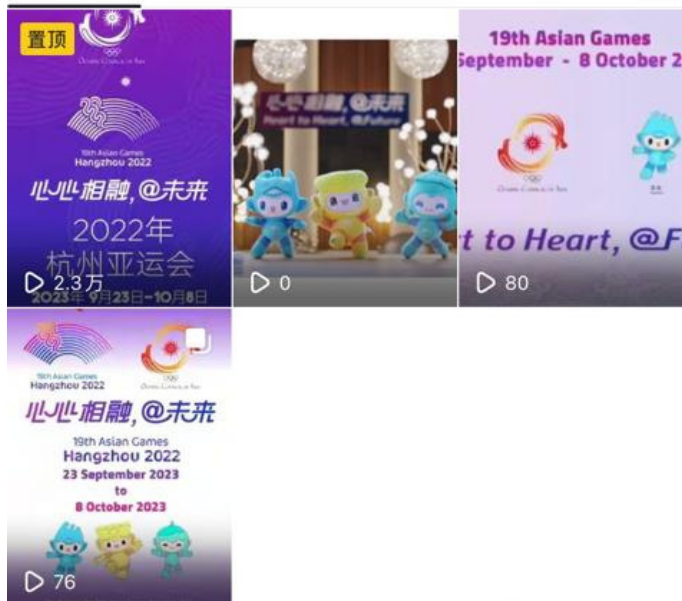 置顶
Olympic Council of Asia
19th Asian Games
Hangzhou 2022
心心相融,@未来
2022年
杭州亚运会
2.3万
2023年 9月23日-10月8日
心心相融,@未来
Heart to Heart, @Future
0
19th Asian Games
September - 8 October 2
t to Heart, @F
80
19th Asian Games
Hangzhou 2022
心心相融,@未来
19th Asian Games
Hangzhou 2022
23 September 2023
to
8 October 2023
76